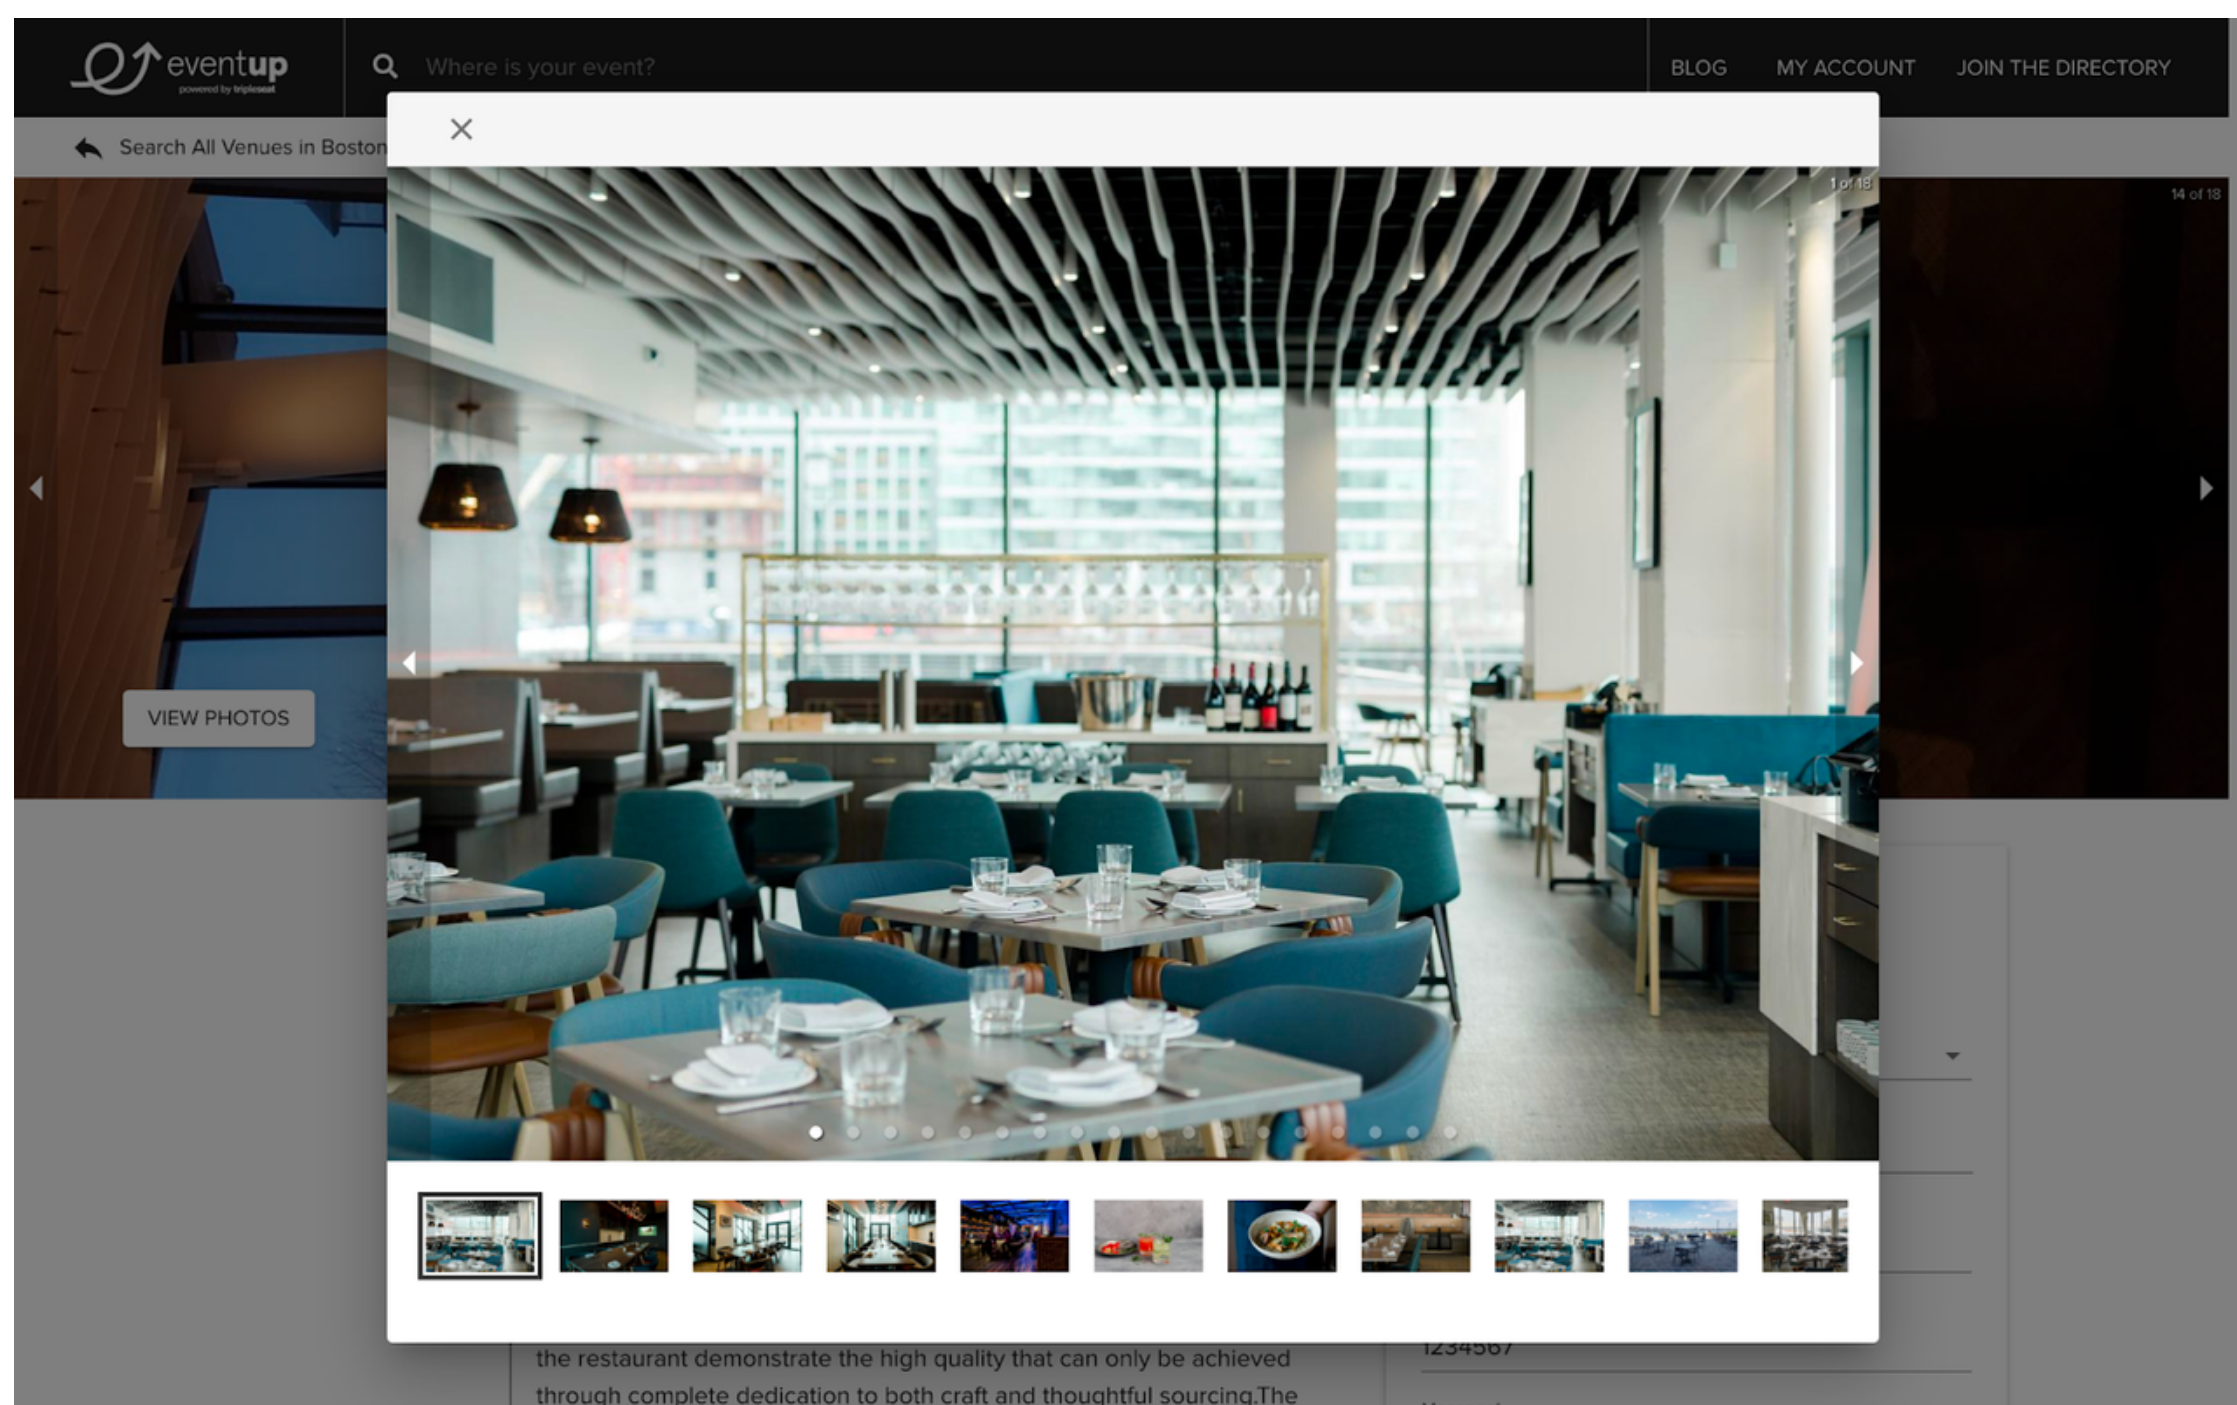 eventup
powered by tripleseat
Where is your event?
BLOG
MY ACCOUNT
JOIN THE DIRECTORY
Search All Venues in Boston
1 of 18
14 of 18
VIEW PHOTOS
1234567
the restaurant demonstrate the high quality that can only be achieved
through complete dedication to both craft and thoughtful sourcing.The